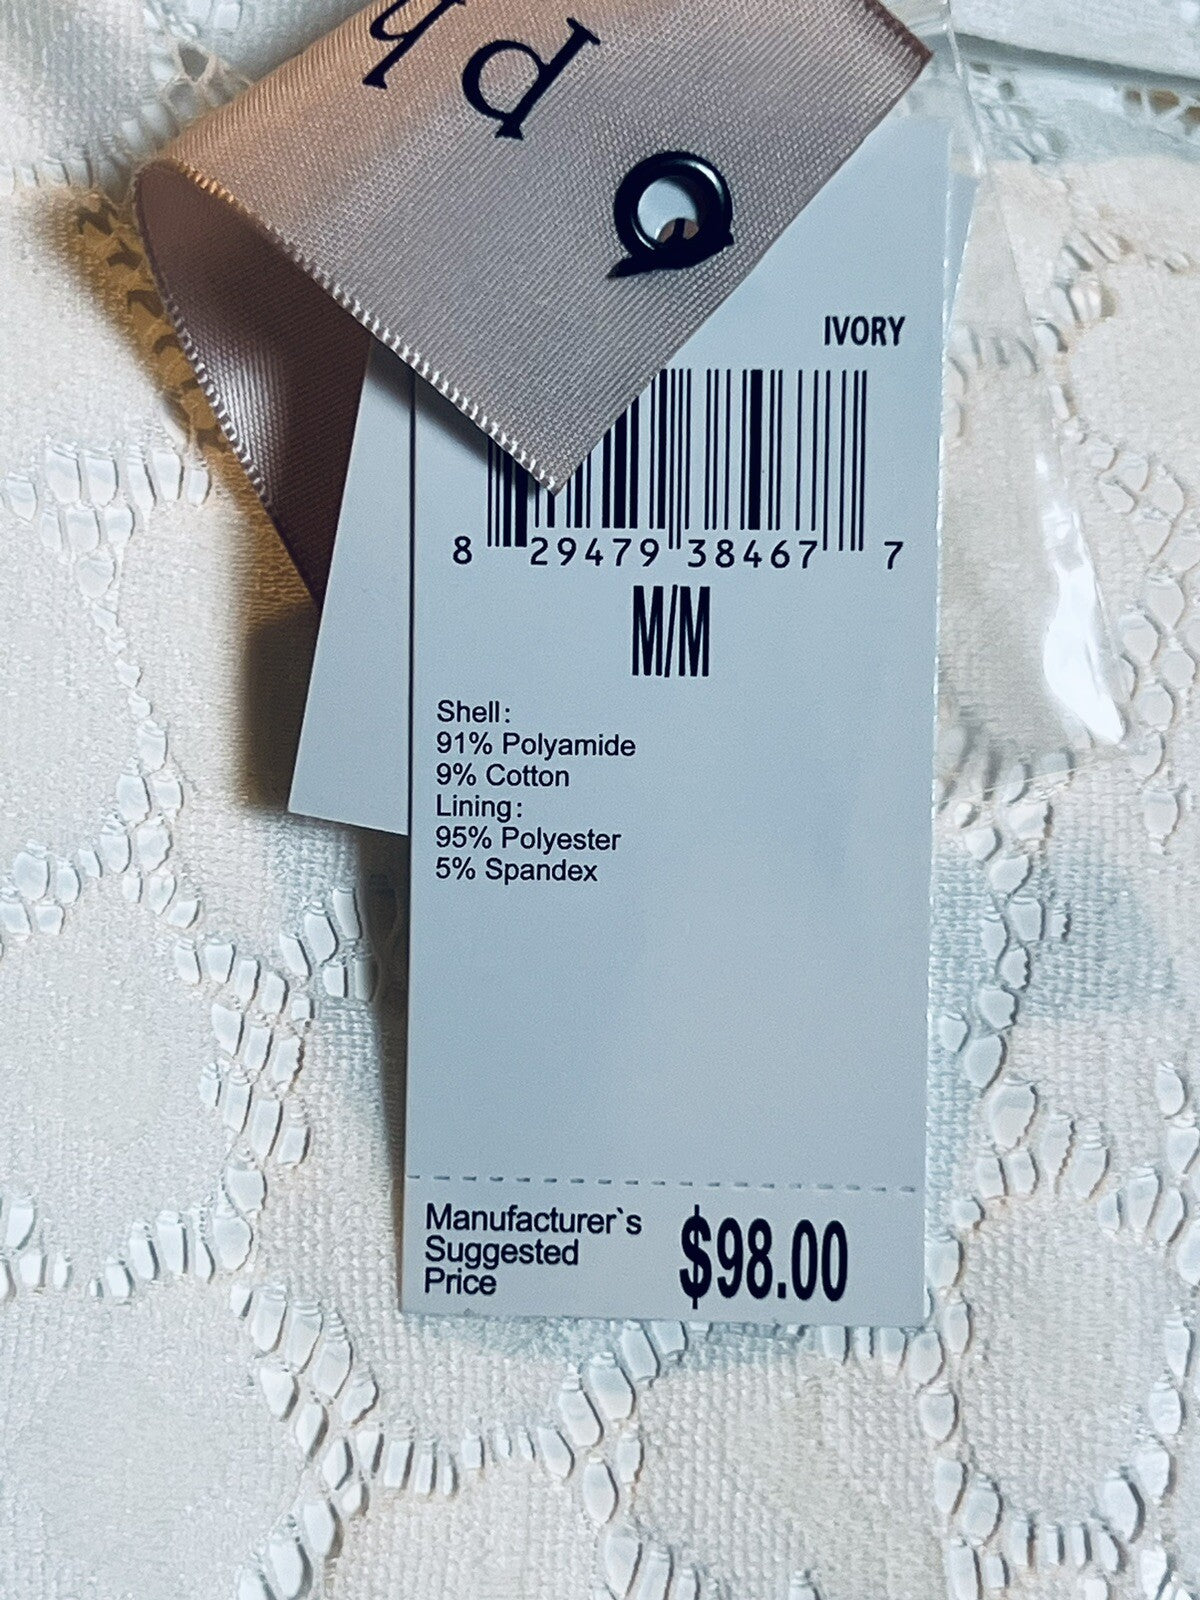 IVORY
8 29479 38467 7
M/M
Shell:
91% Polyamide
9% Cotton
Lining:
95% Polyester
5% Spandex
Manufacturer`s
Suggested
Price
$98.00